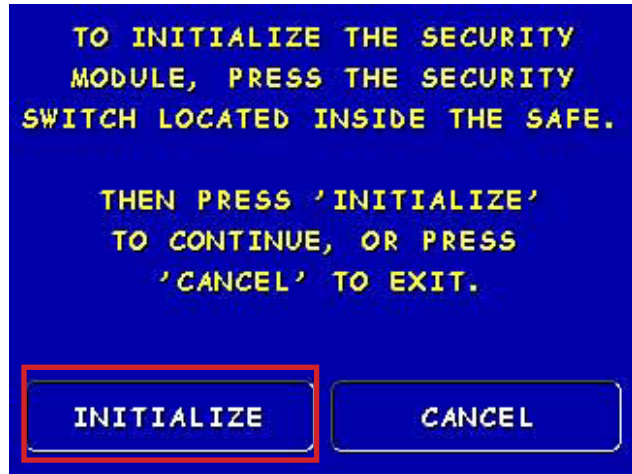 TO INITIALIZE THE SECURITY
MODULE, PRESS THE SECURITY
SWITCH LOCATED INSIDE THE SAFE.
THEN PRESS 'INITIALIZE'
TO CONTINUE, OR PRESS
'CANCEL' TO EXIT.
INITIALIZE CANCEL